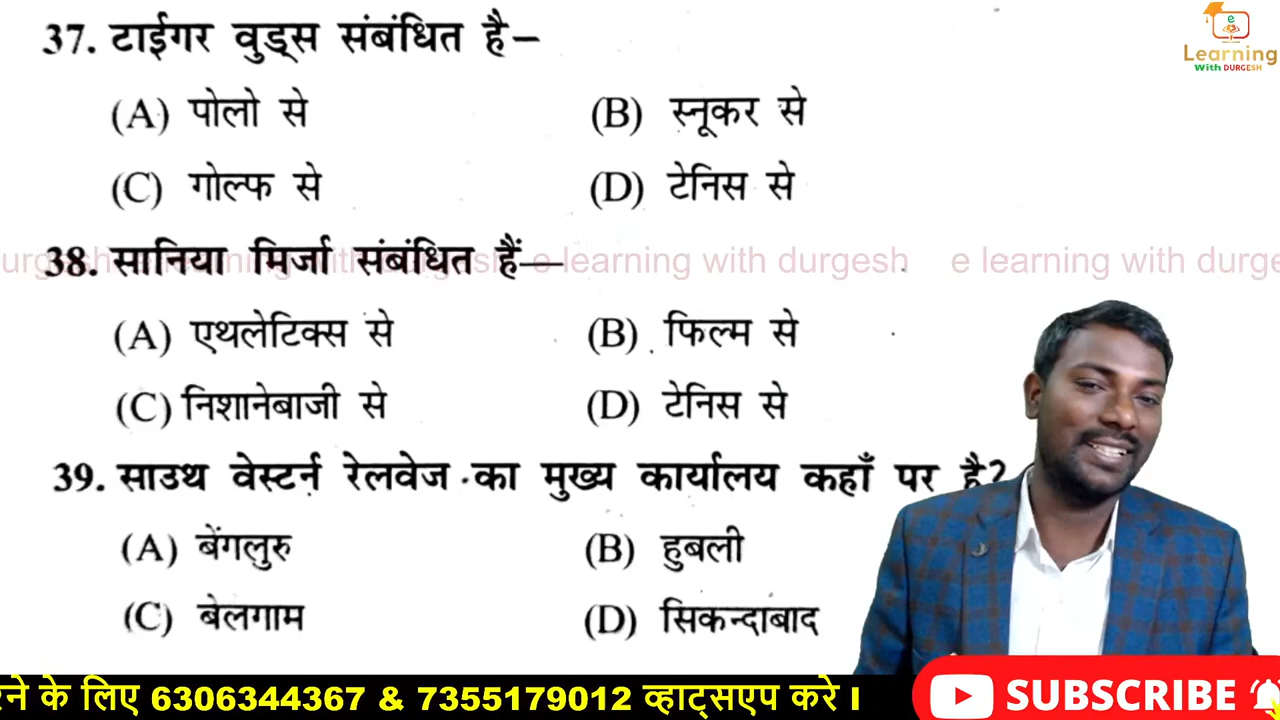 37. टाईगर वुड्स संबंधित है–
(A) पोलो से (B) स्नूकर से
(C) गोल्फ से (D) टेनिस से
38. सानिया मिर्जा संबंधित हैं—
(A) एथलेटिक्स से (B) फिल्म से
(C) निशानेबाजी से (D) टेनिस से
39. साउथ वेस्टर्न रेलवेज का मुख्य कार्यालय कहाँ पर है?
(A) बेंगलुरु (B) हुबली
(C) बेलगाम (D) सिकन्दाबाद
e Learning
With DURGESH
e learning with durgesh e learning with durge
रने के लिए 6306344367 & 7355179012 व्हाट्सएप करे I
SUBSCRIBE